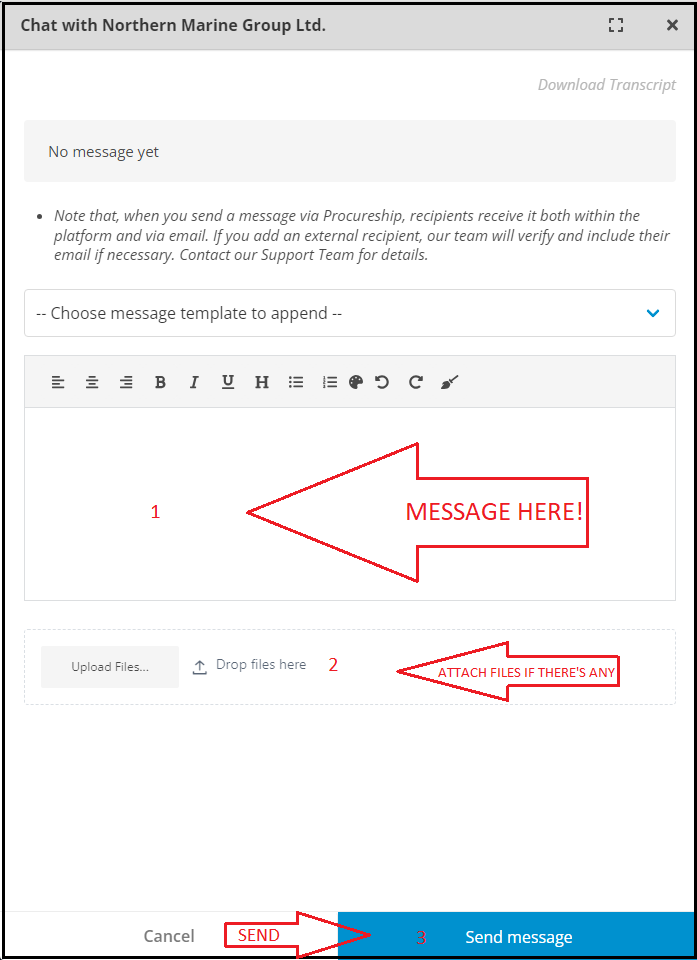 Chat with Northern Marine Group Ltd.
Download Transcript
No message yet
Note that, when you send a message via Procureship, recipients receive it both within the
platform and via email. If you add an external recipient, our team will verify and include their
email if necessary. Contact our Support Team for details.
-- Choose message template to append --
B I U H
1 MESSAGE HERE!
Upload Files... Drop files here 2 ATTACH FILES IF THERE'S ANY
Cancel SEND 3 Send message